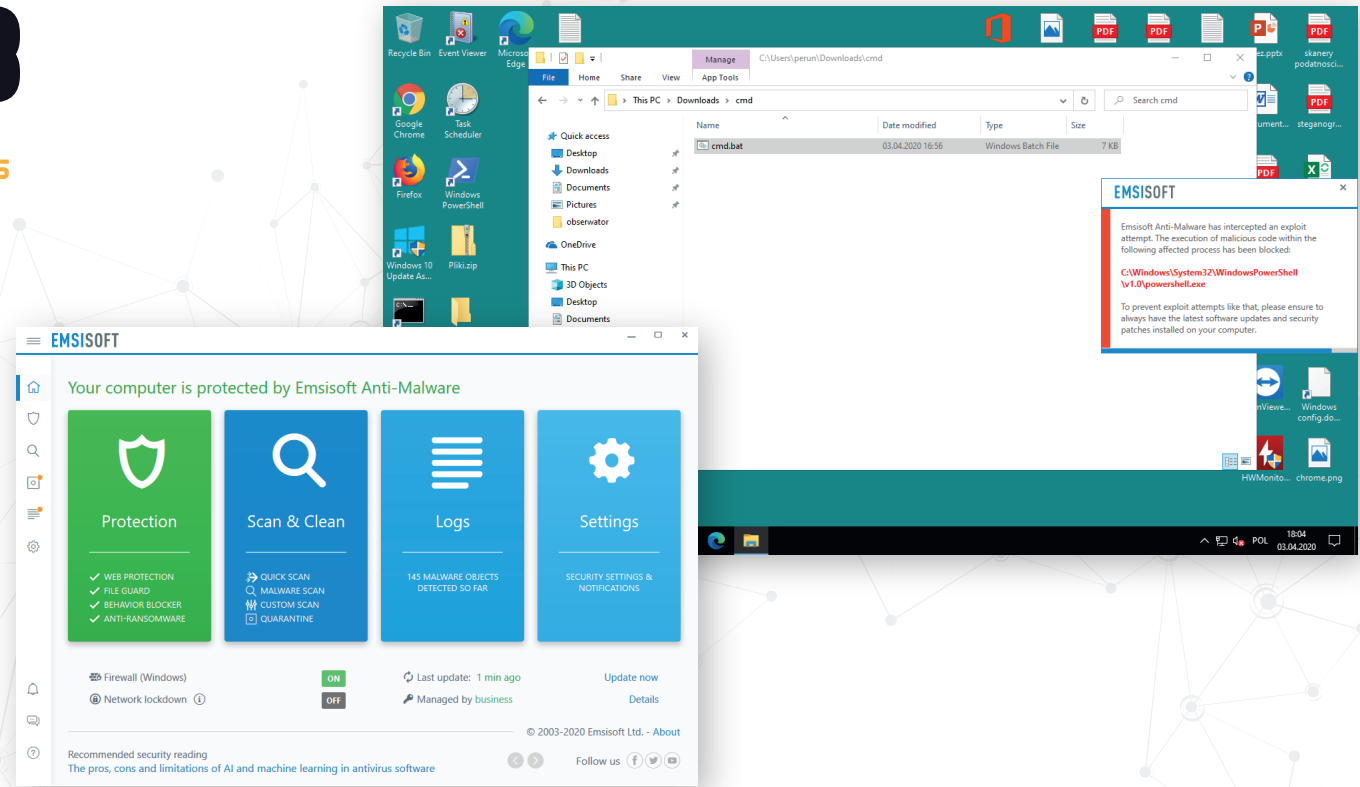 Recycle Bin
Event Viewer
Edge
Google Chrome
Task Scheduler
Firefox
Windows PowerShell
Windows 10 Update As...
Pliki.zip
ez.pptx
skanery podatnosci...
steganogr...
Windows config.do...
HWMonito...
chrome.png
Manage
C:\Users\perun\Downloads\cmd
File
Home
Share
View
App Tools
This PC > Downloads > cmd
Search cmd
Name
Date modified
Type
Size
cmd.bat
03.04.2020 16:56
Windows Batch File
7 KB
Quick access
Desktop
Downloads
Documents
Pictures
obserwator
OneDrive
This PC
3D Objects
Desktop
Documents
EMSISOFT
Emsisoft Anti-Malware has intercepted an exploit
attempt. The execution of malicious code within the
following affected process has been blocked:
C:\Windows\System32\WindowsPowerShell
\v1.0\powershell.exe
To prevent exploit attempts like that, please ensure to
always have the latest software updates and security
patches installed on your computer.
POL
18:04
03.04.2020
EMSISOFT
Your computer is protected by Emsisoft Anti-Malware
Protection
WEB PROTECTION
FILE GUARD
BEHAVIOR BLOCKER
ANTI-RANSOMWARE
Scan & Clean
QUICK SCAN
MALWARE SCAN
CUSTOM SCAN
QUARANTINE
Logs
145 MALWARE OBJECTS
DETECTED SO FAR
Settings
SECURITY SETTINGS &
NOTIFICATIONS
Firewall (Windows)
ON
Last update: 1 min ago
Update now
Network lockdown
OFF
Managed by business
Details
© 2003-2020 Emsisoft Ltd. - About
Recommended security reading
The pros, cons and limitations of AI and machine learning in antivirus software
Follow us